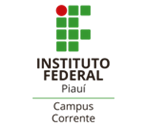 INSTITUTO
FEDERAL
Piauí
Campus
Corrente